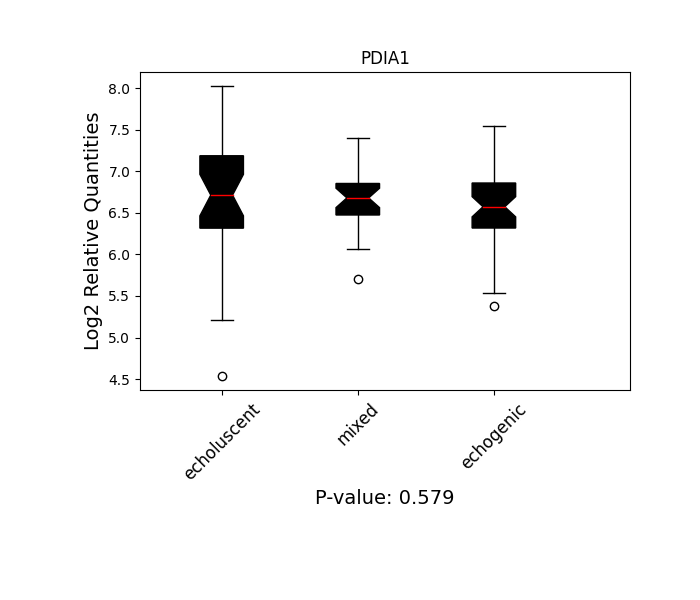 PDIA1
Log2 Relative Quantities
8.0
7.5
7.0
6.5
6.0
5.5
5.0
4.5
echoluscent
mixed
echogenic
P-value: 0.579